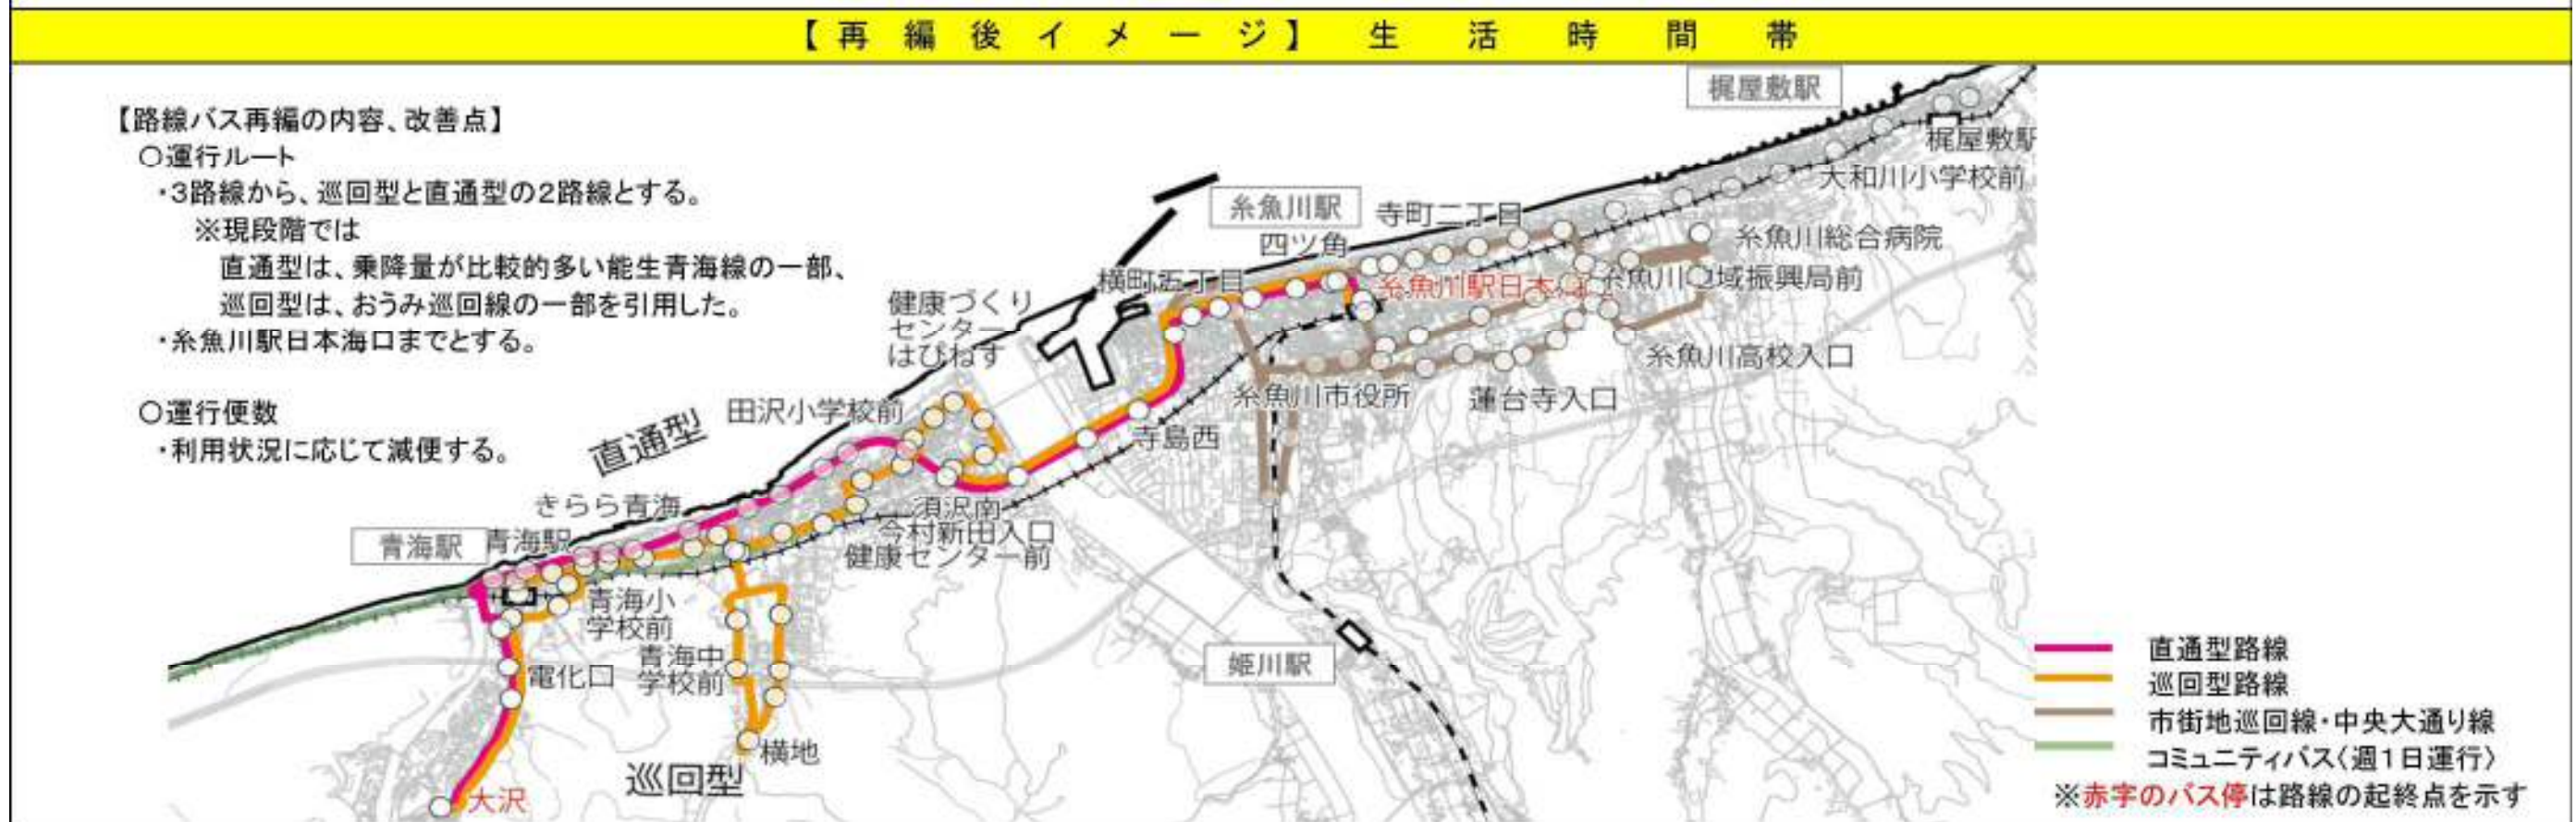 【再編後イメージ】 生活時間帯
【路線バス再編の内容、改善点】
〇運行ルート
・3路線から、巡回型と直通型の2路線とする。
※現段階では
直通型は、乗降量が比較的多い能生青海線の一部、
巡回型は、おうみ巡回線の一部を引用した。
・糸魚川駅日本海口までとする。
〇運行便数
・利用状況に応じて減便する。
梶屋敷駅
梶屋敷駅
大和川小学校前
糸魚川駅
寺町二丁目
四ツ角
糸魚川総合病院
横町五丁目
糸魚川駅日本海口
糸魚川地域振興局前
健康づくり
センター
はぴねす
糸魚川高校入口
糸魚川市役所
蓮台寺入口
田沢小学校前
直通型
寺島西
きらら青海
須沢南
今村新田入口
健康センター前
青海駅
青海駅
青海小
学校前
青海中
学校前
電化口
姫川駅
横地
巡回型
大沢
直通型路線
巡回型路線
市街地巡回線・中央大通り線
コミュニティバス〈週1日運行〉
※赤字のバス停は路線の起終点を示す